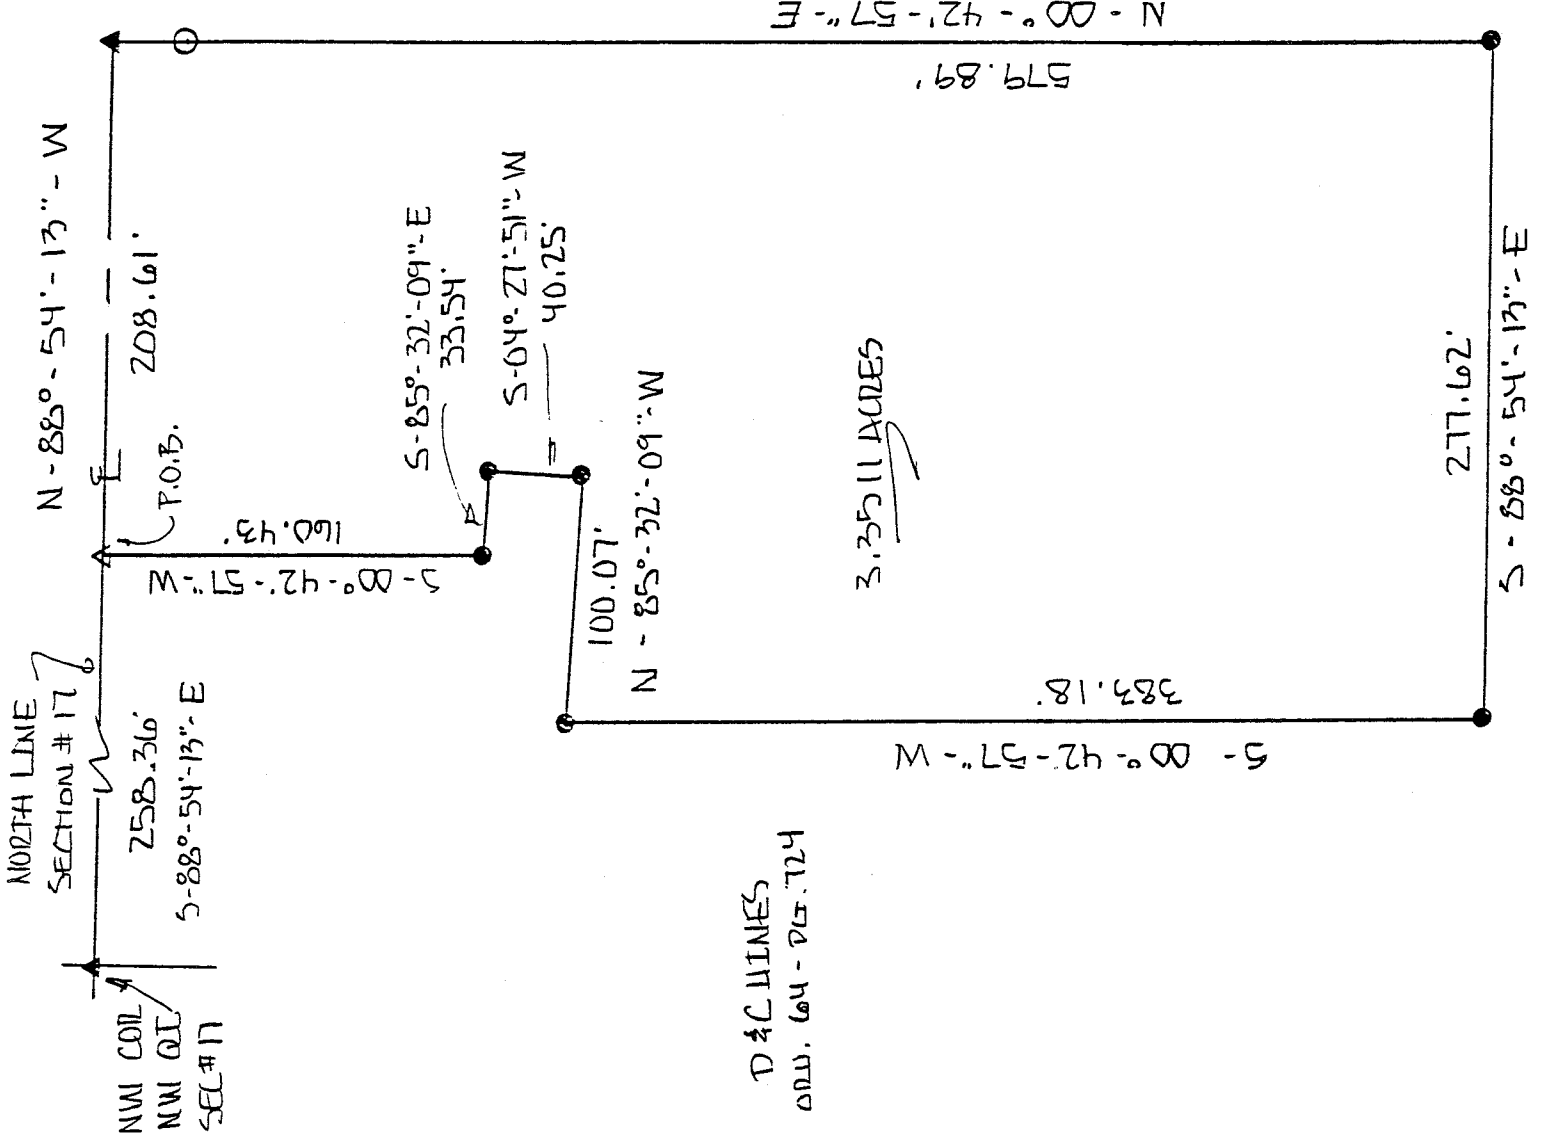 N - 00° - 42' - 57" - E
579.89'
N - 88° - 54' - 13" - W
208.61'
P.O.B.
160.43'
S - 00° - 42' - 57" - W
S - 85° - 32' - 09" - E
33.54'
S - 04° - 27' - 51" - W
40.25'
100.07'
N - 85° - 32' - 09" - W
3.3511 ACRES
277.62'
S - 88° - 54' - 13" - E
383.18'
S - 00° - 42' - 57" - W
NORTH LINE
SECTION #17
258.36'
S - 88° - 54' - 13" - E
NW COR
NW QT
SEC #17
D & C HINES
ORV. 64 - PG. 724